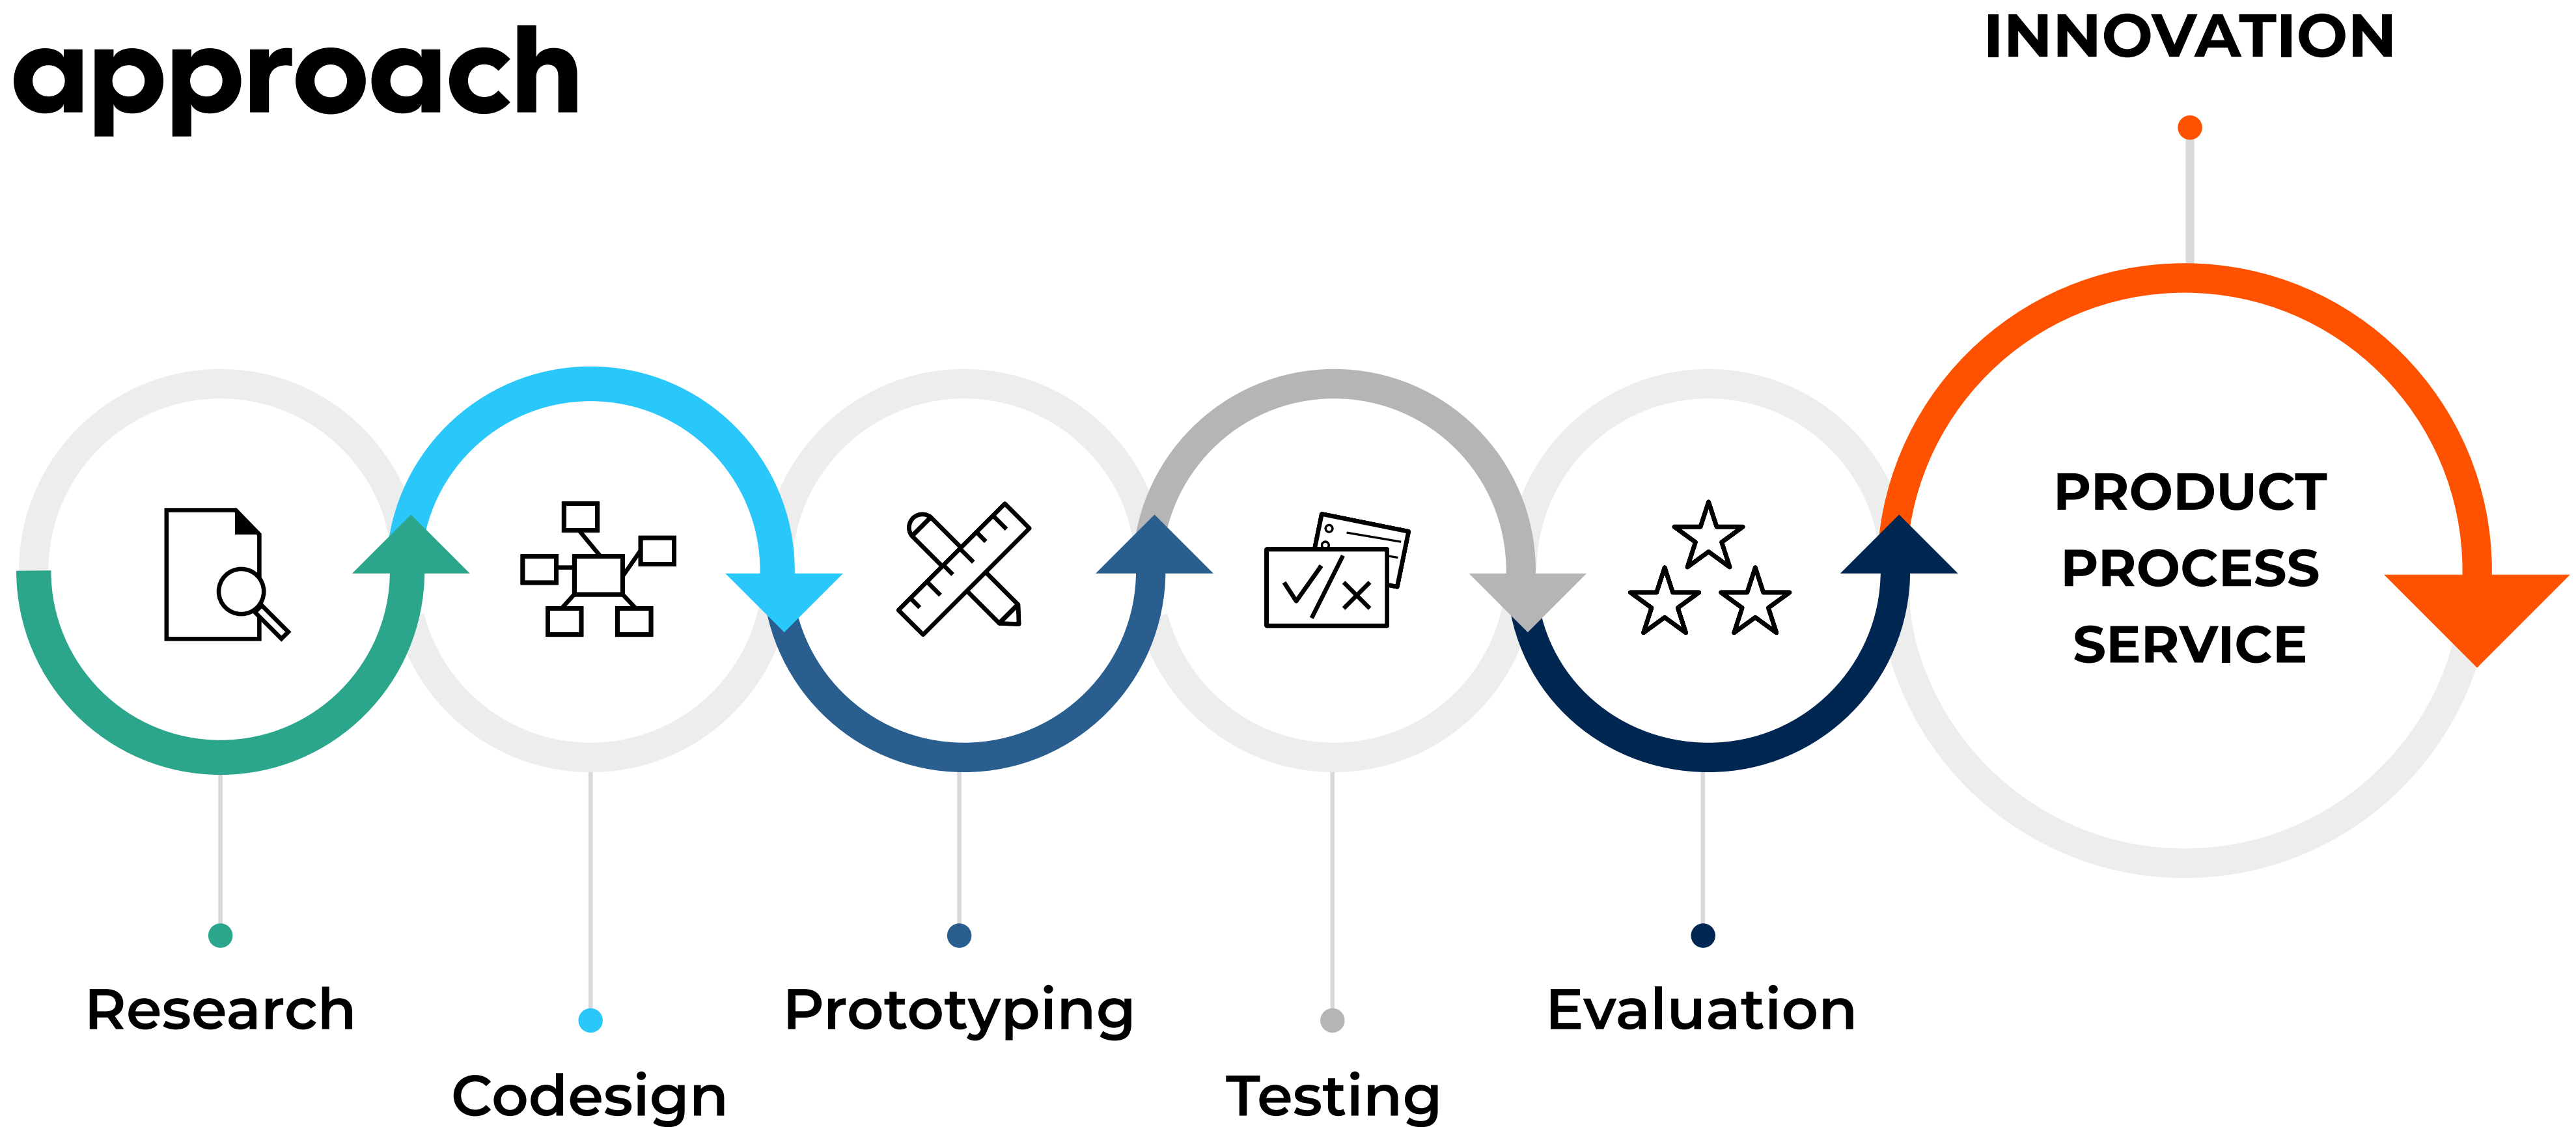 approach
INNOVATION
PRODUCT
PROCESS
SERVICE
Research
Codesign
Prototyping
Testing
Evaluation